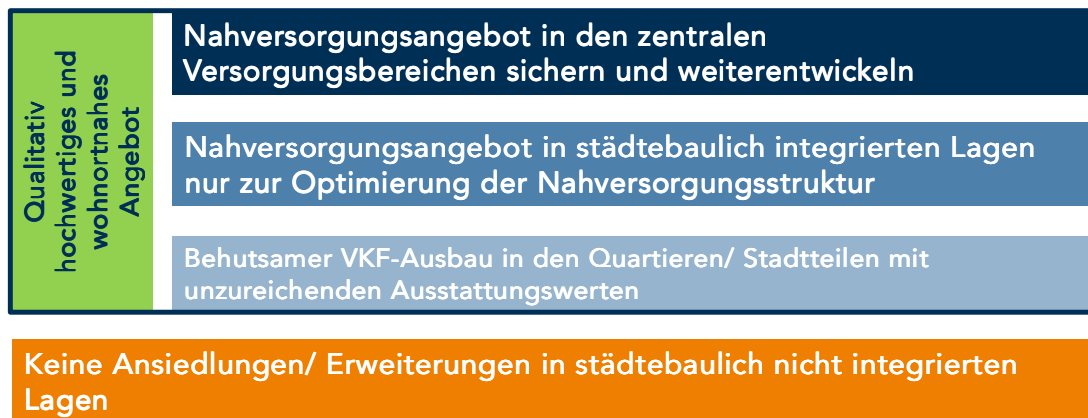 Qualitativ
hochwertiges und
wohnortnahes
Angebot
Nahversorgungsangebot in den zentralen
Versorgungsbereichen sichern und weiterentwickeln
Nahversorgungsangebot in städtebaulich integrierten Lagen
nur zur Optimierung der Nahversorgungsstruktur
Behutsamer VKF-Ausbau in den Quartieren/ Stadtteilen mit
unzureichenden Ausstattungswerten
Keine Ansiedlungen/ Erweiterungen in städtebaulich nicht integrierten
Lagen